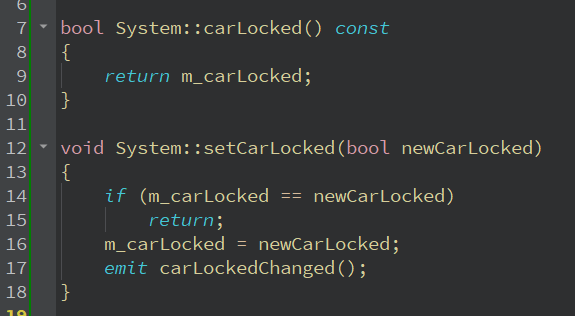 6
7 bool System::carLocked() const
8 {
9     return m_carLocked;
10 }
11
12 void System::setCarLocked(bool newCarLocked)
13 {
14     if (m_carLocked == newCarLocked)
15         return;
16     m_carLocked = newCarLocked;
17     emit carLockedChanged();
18 }
19